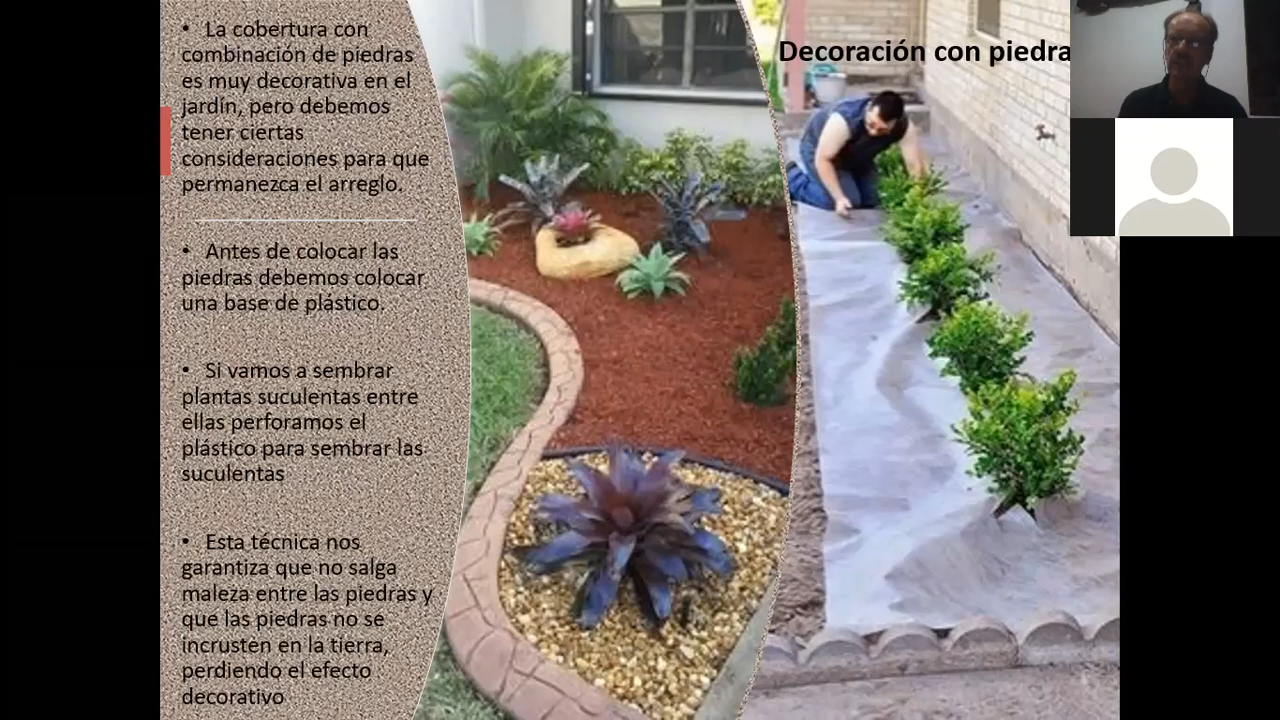 • La cobertura con
combinación de piedras
es muy decorativa en el
jardín, pero debemos
tener ciertas
consideraciones para que
permanezca el arreglo.
• Antes de colocar las
piedras debemos colocar
una base de plástico.
• Si vamos a sembrar
plantas suculentas entre
ellas perforamos el
plástico para sembrar las
suculentas
• Esta técnica nos
garantiza que no salga
maleza entre las piedras y
que las piedras no se
incrusten en la tierra,
perdiendo el efecto
decorativo
Decoración con piedra